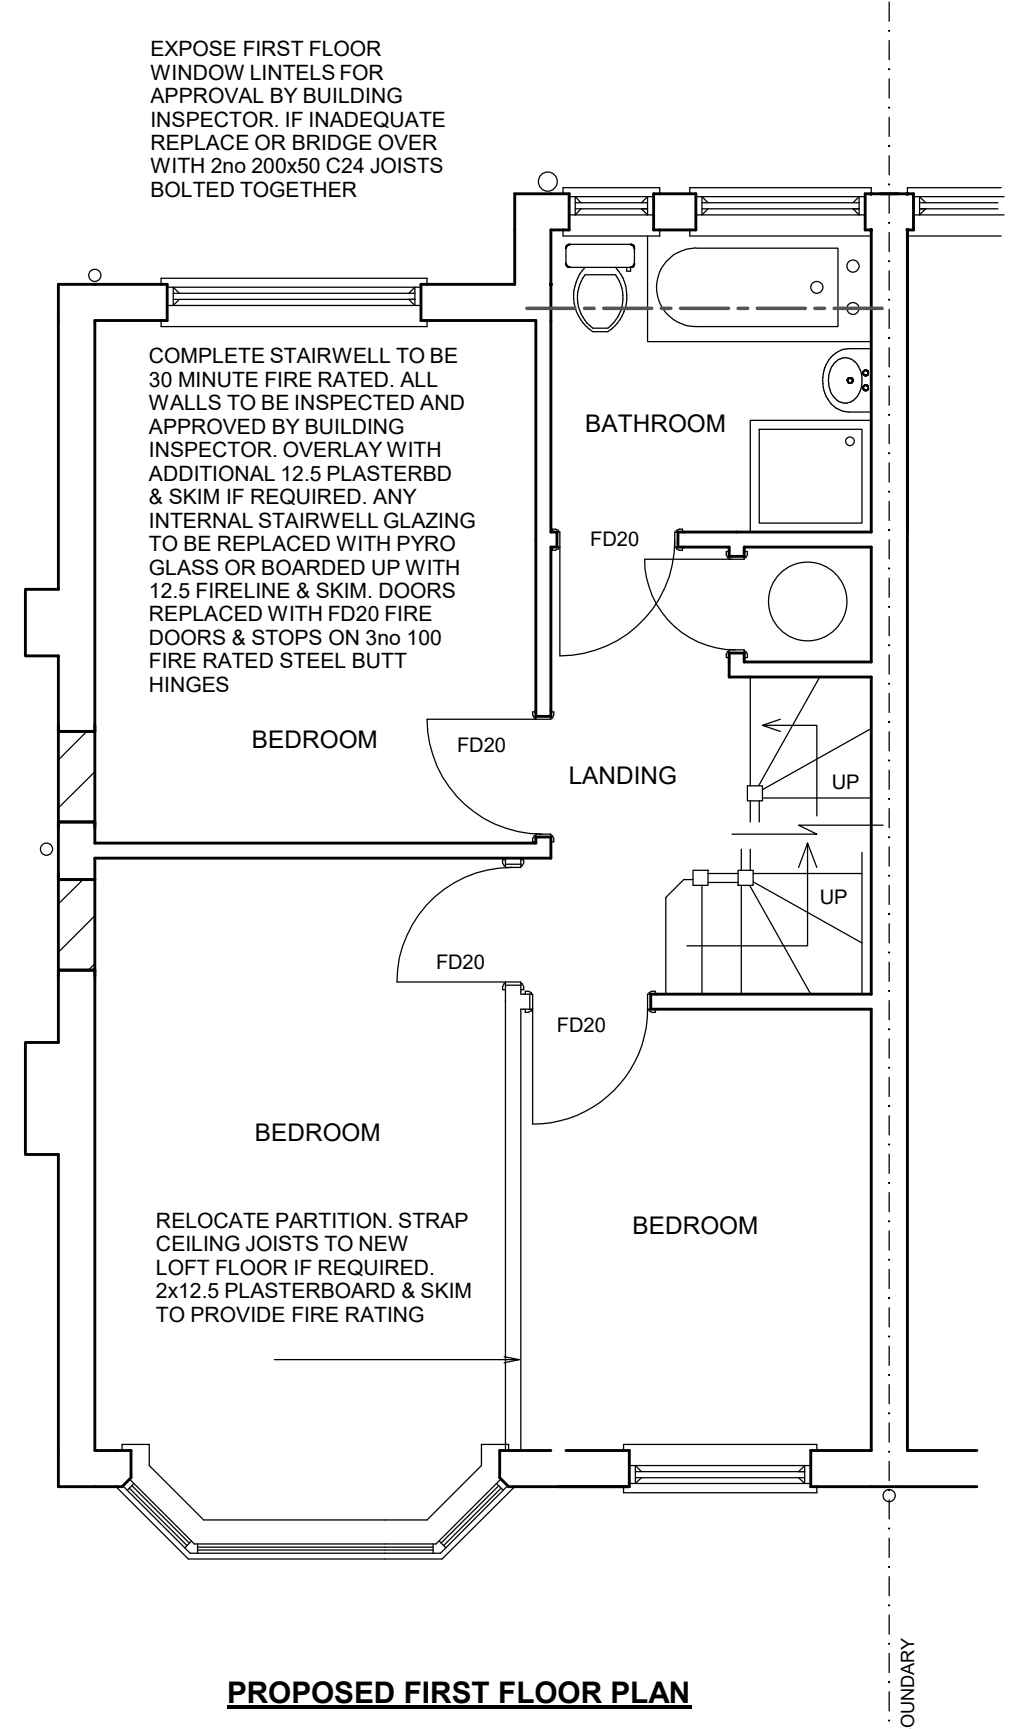 EXPOSE FIRST FLOOR
WINDOW LINTELS FOR
APPROVAL BY BUILDING
INSPECTOR. IF INADEQUATE
REPLACE OR BRIDGE OVER
WITH 2no 200x50 C24 JOISTS
BOLTED TOGETHER
COMPLETE STAIRWELL TO BE
30 MINUTE FIRE RATED. ALL
WALLS TO BE INSPECTED AND
APPROVED BY BUILDING
INSPECTOR. OVERLAY WITH
ADDITIONAL 12.5 PLASTERBD
& SKIM IF REQUIRED. ANY
INTERNAL STAIRWELL GLAZING
TO BE REPLACED WITH PYRO
GLASS OR BOARDED UP WITH
12.5 FIRELINE & SKIM. DOORS
REPLACED WITH FD20 FIRE
DOORS & STOPS ON 3no 100
FIRE RATED STEEL BUTT
HINGES
BATHROOM
FD20
BEDROOM
FD20
LANDING
UP
UP
FD20
FD20
BEDROOM
RELOCATE PARTITION. STRAP
CEILING JOISTS TO NEW
LOFT FLOOR IF REQUIRED.
2x12.5 PLASTERBOARD & SKIM
TO PROVIDE FIRE RATING
BEDROOM
OUNDARY
PROPOSED FIRST FLOOR PLAN